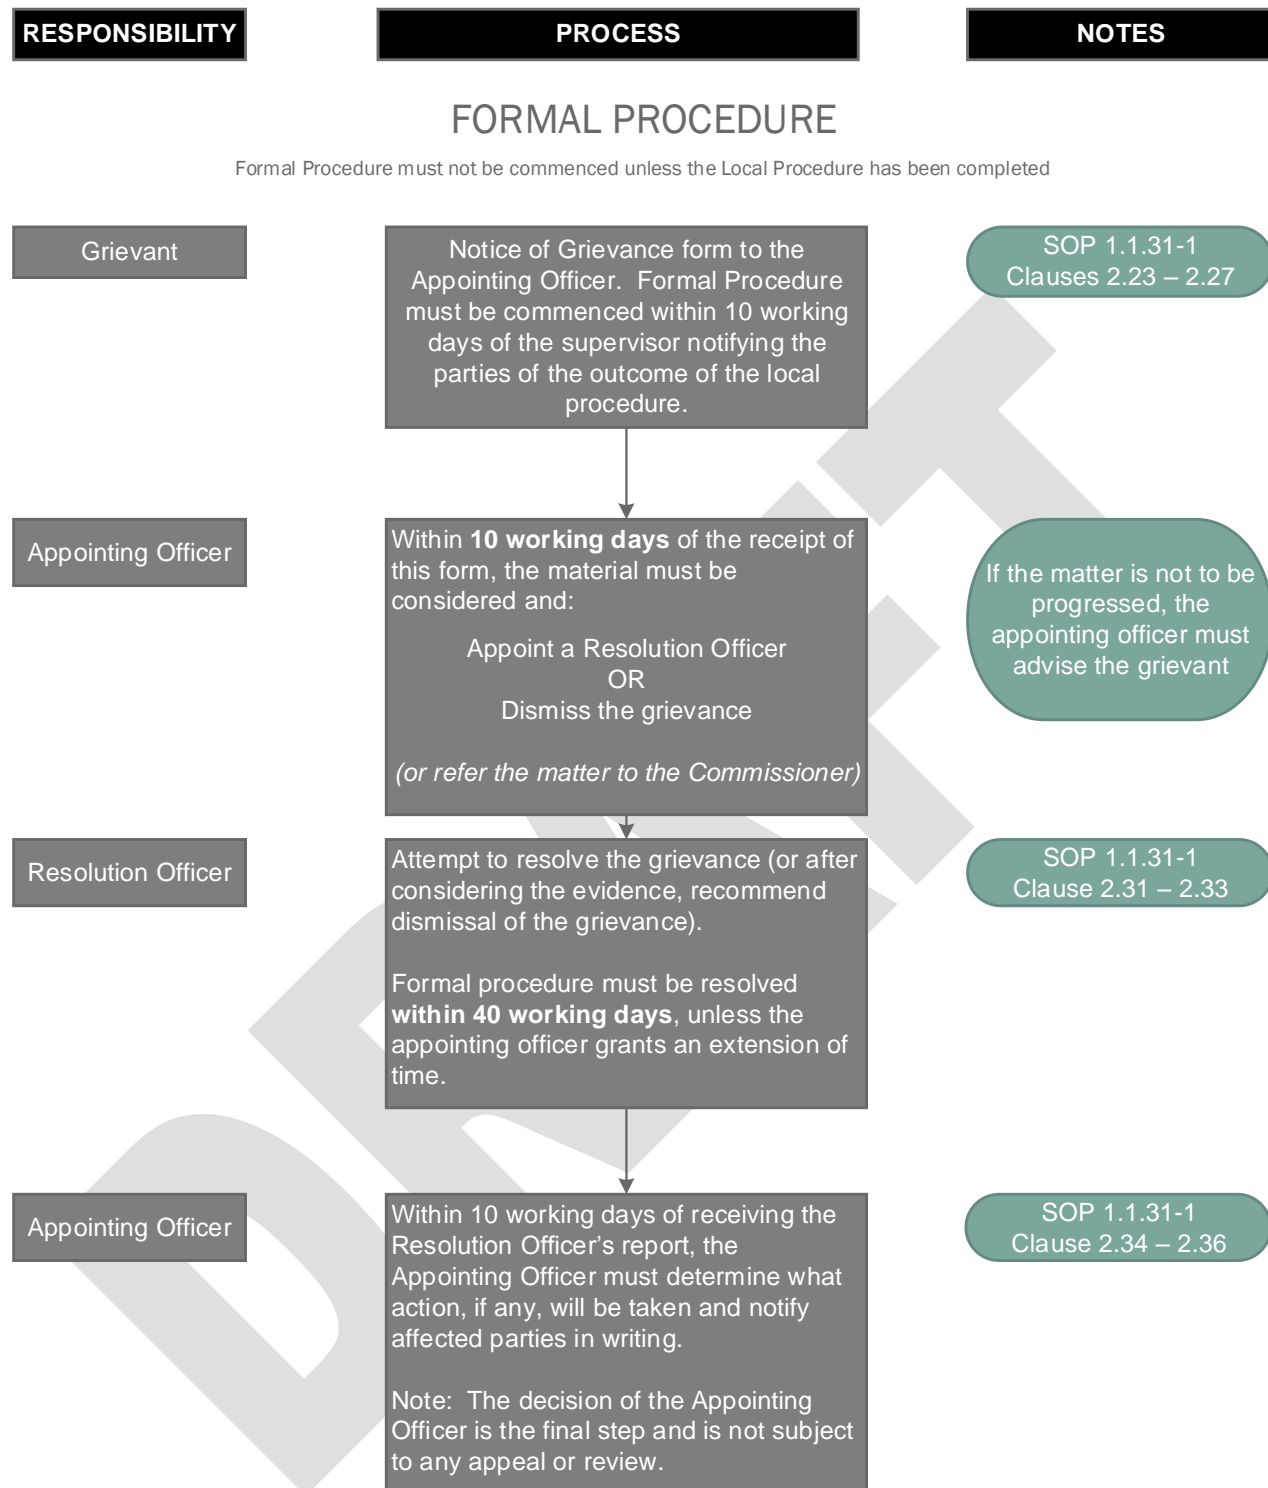 RESPONSIBILITY
PROCESS
NOTES
FORMAL PROCEDURE
Formal Procedure must not be commenced unless the Local Procedure has been completed
Grievant
Notice of Grievance form to the
Appointing Officer.  Formal Procedure
must be commenced within 10 working
days of the supervisor notifying the
parties of the outcome of the local
procedure.
SOP 1.1.31-1
Clauses 2.23 – 2.27
Appointing Officer
Within 10 working days of the receipt of
this form, the material must be
considered and:
Appoint a Resolution Officer
OR
Dismiss the grievance
(or refer the matter to the Commissioner)
If the matter is not to be
progressed, the
appointing officer must
advise the grievant
Resolution Officer
Attempt to resolve the grievance (or after
considering the evidence, recommend
dismissal of the grievance).
Formal procedure must be resolved
within 40 working days, unless the
appointing officer grants an extension of
time.
SOP 1.1.31-1
Clause 2.31 – 2.33
Appointing Officer
Within 10 working days of receiving the
Resolution Officer’s report, the
Appointing Officer must determine what
action, if any, will be taken and notify
affected parties in writing.
Note:  The decision of the Appointing
Officer is the final step and is not subject
to any appeal or review.
SOP 1.1.31-1
Clause 2.34 – 2.36
DRAFT